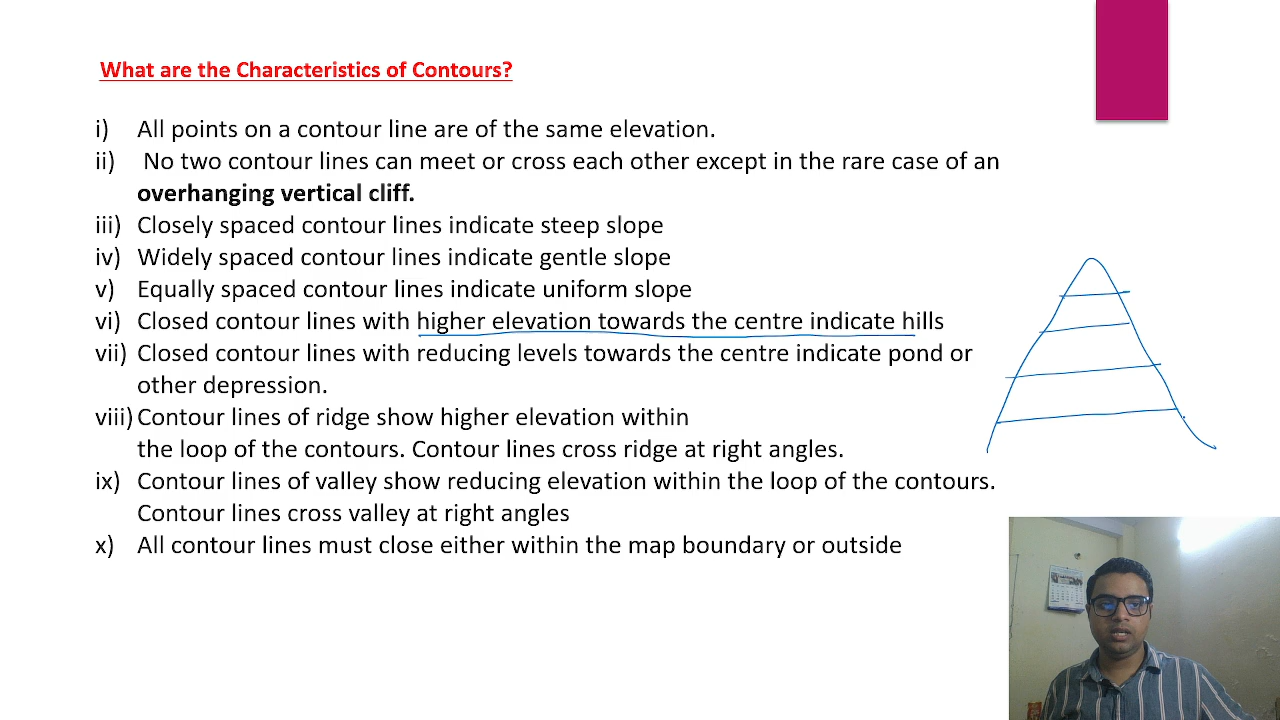 What are the Characteristics of Contours?
i) All points on a contour line are of the same elevation.
ii) No two contour lines can meet or cross each other except in the rare case of an
overhanging vertical cliff.
iii) Closely spaced contour lines indicate steep slope
iv) Widely spaced contour lines indicate gentle slope
v) Equally spaced contour lines indicate uniform slope
vi) Closed contour lines with higher elevation towards the centre indicate hills
vii) Closed contour lines with reducing levels towards the centre indicate pond or
other depression.
viii) Contour lines of ridge show higher elevation within
the loop of the contours. Contour lines cross ridge at right angles.
ix) Contour lines of valley show reducing elevation within the loop of the contours.
Contour lines cross valley at right angles
x) All contour lines must close either within the map boundary or outside